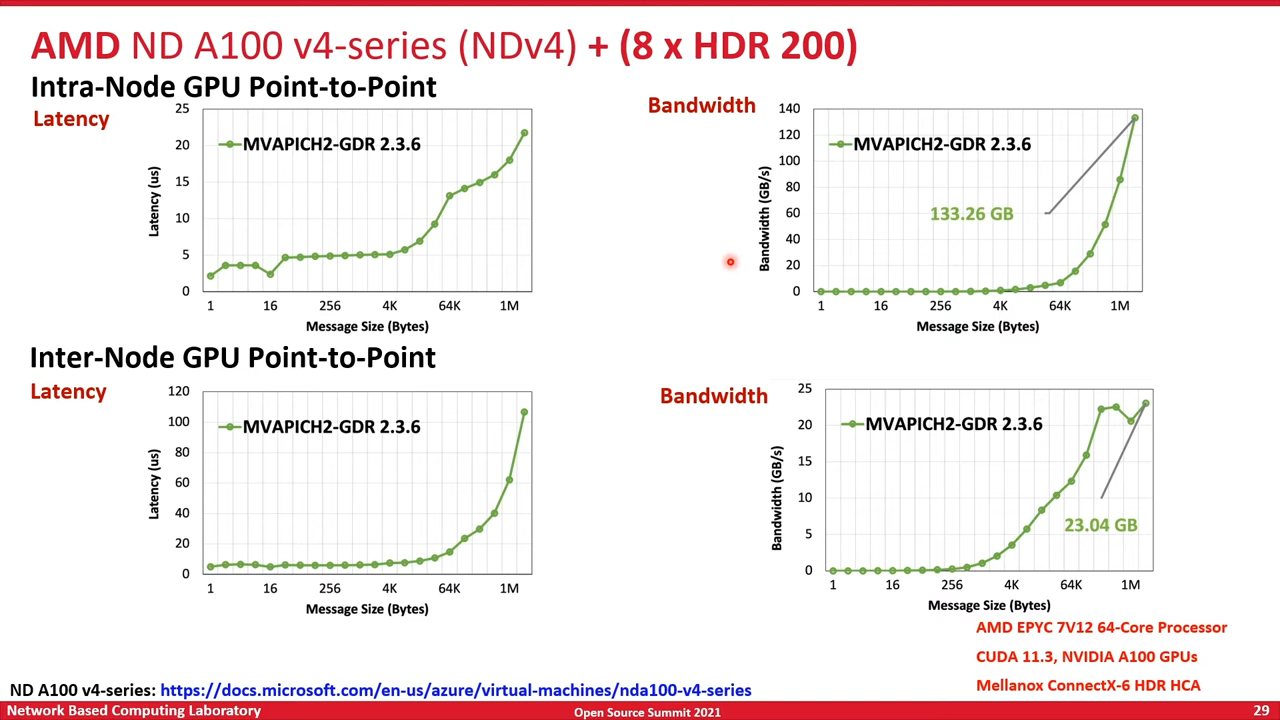 AMD ND A100 v4-series (NDv4) + (8 x HDR 200)
Intra-Node GPU Point-to-Point
Latency
25
20
15
10
5
0
Latency (us)
MVAPICH2-GDR 2.3.6
1 16 256 4K 64K 1M
Message Size (Bytes)
Bandwidth
140
120
100
80
60
40
20
0
Bandwidth (GB/s)
MVAPICH2-GDR 2.3.6
133.26 GB
1 16 256 4K 64K 1M
Message Size (Bytes)
Inter-Node GPU Point-to-Point
Latency
120
100
80
60
40
20
0
Latency (us)
MVAPICH2-GDR 2.3.6
1 16 256 4K 64K 1M
Message Size (Bytes)
Bandwidth
25
20
15
10
5
0
Bandwidth (GB/s)
MVAPICH2-GDR 2.3.6
23.04 GB
1 16 256 4K 64K 1M
Message Size (Bytes)
AMD EPYC 7V12 64-Core Processor
CUDA 11.3, NVIDIA A100 GPUs
Mellanox ConnectX-6 HDR HCA
ND A100 v4-series: https://docs.microsoft.com/en-us/azure/virtual-machines/nda100-v4-series
Network Based Computing Laboratory
Open Source Summit 2021
29